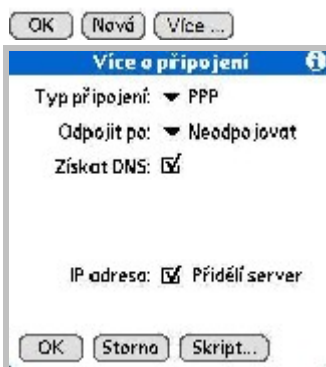 OK Nová Více ...
Více o připojení i
Typ připojení: PPP
Odpojit po: Neodpojovat
Získat DNS:
IP adresa: Přidělí server
OK Storno Skript...